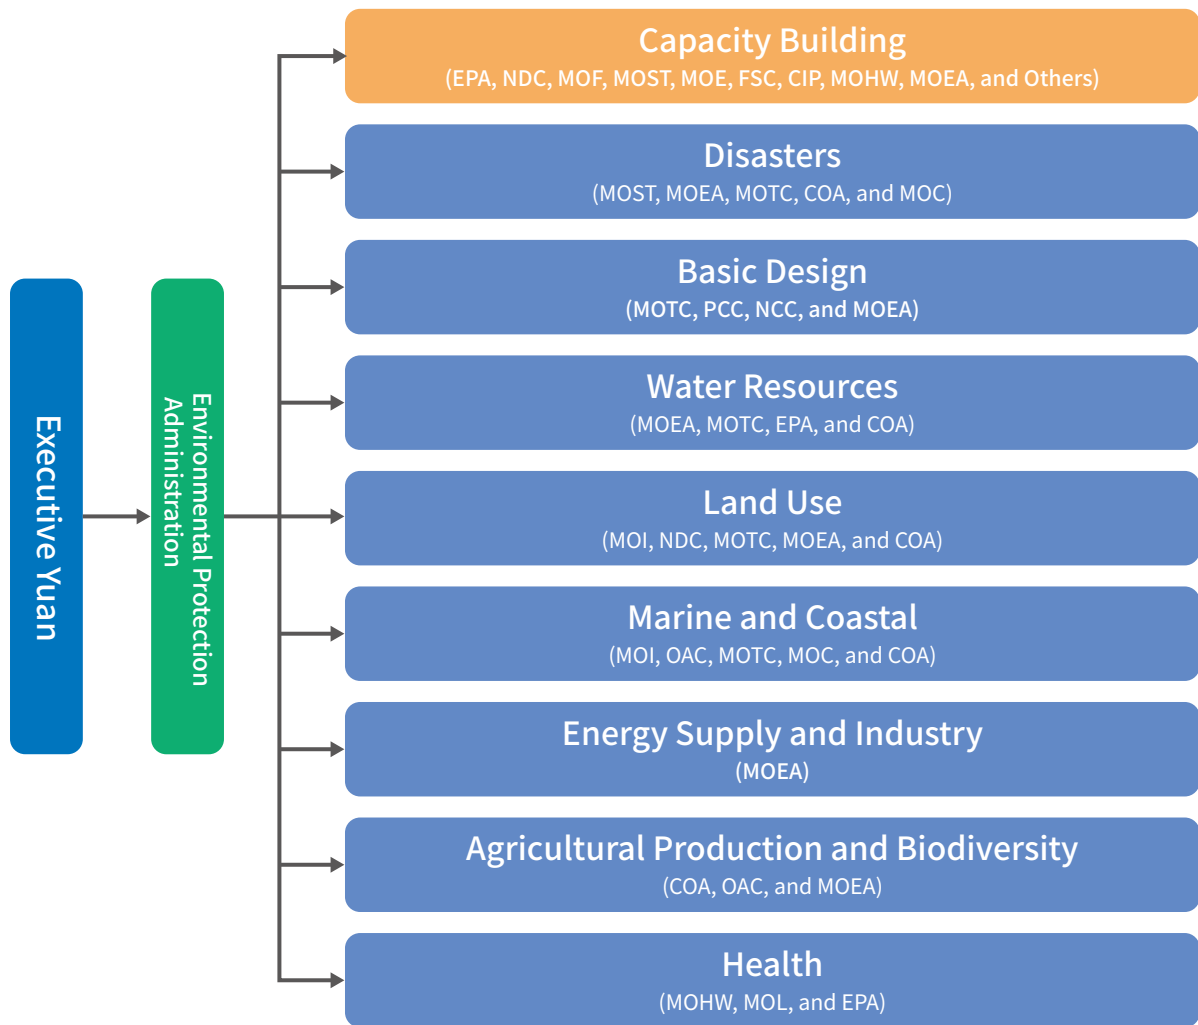 Executive Yuan
Environmental Protection
Administration
Capacity Building
(EPA, NDC, MOF, MOST, MOE, FSC, CIP, MOHW, MOEA, and Others)
Disasters
(MOST, MOEA, MOTC, COA, and MOC)
Basic Design
(MOTC, PCC, NCC, and MOEA)
Water Resources
(MOEA, MOTC, EPA, and COA)
Land Use
(MOI, NDC, MOTC, MOEA, and COA)
Marine and Coastal
(MOI, OAC, MOTC, MOC, and COA)
Energy Supply and Industry
(MOEA)
Agricultural Production and Biodiversity
(COA, OAC, and MOEA)
Health
(MOHW, MOL, and EPA)